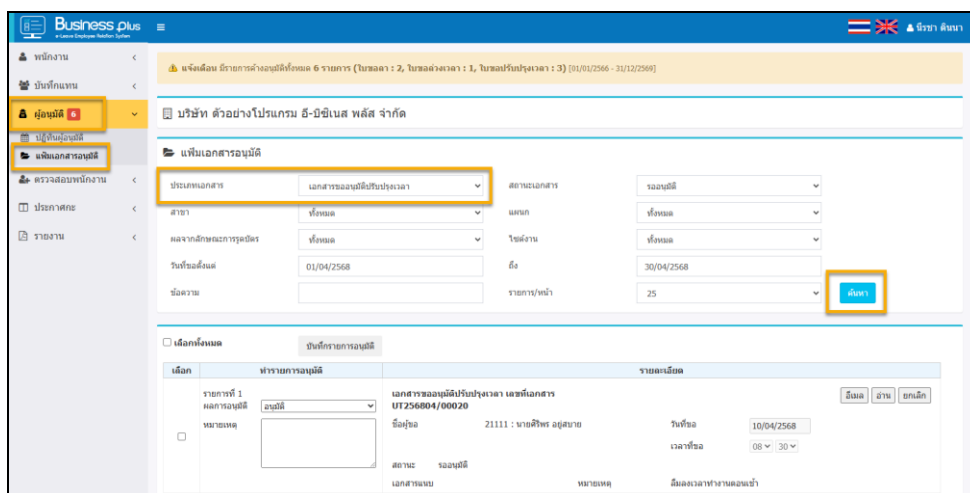 Business plus
e-Leave Employee Relation System
นีรชา ดีนนา
พนักงาน
บันทึกแทน
ผู้อนุมัติ 6
ปฏิทินผู้อนุมัติ
แฟ้มเอกสารอนุมัติ
ตรวจสอบพนักงาน
ประกาศกะ
รายงาน
แจ้งเตือน มีรายการค้างอนุมัติทั้งหมด 6 รายการ (ใบขอลา : 2, ใบขอล่วงเวลา : 1, ใบขอปรับปรุงเวลา : 3) [01/01/2566 - 31/12/2569]
บริษัท ตัวอย่างโปรแกรม อี-บิซิเนส พลัส จำกัด
แฟ้มเอกสารอนุมัติ
ประเภทเอกสาร เอกสารขออนุมัติปรับปรุงเวลา สถานะเอกสาร รออนุมัติ
สาขา ทั้งหมด แผนก ทั้งหมด
ผลจากลักษณะการรูดบัตร ทั้งหมด ไซต์งาน ทั้งหมด
วันที่ขอตั้งแต่ 01/04/2568 ถึง 30/04/2568
ข้อความ รายการ/หน้า 25 ค้นหา
เลือกทั้งหมด บันทึกรายการอนุมัติ
เลือก ทำรายการอนุมัติ รายละเอียด
รายการที่ 1 เอกสารขออนุมัติปรับปรุงเวลา เลขที่เอกสาร อีเมล อ่าน ยกเลิก
ผลการอนุมัติ อนุมัติ UT256804/00020
หมายเหตุ ชื่อผู้ขอ 21111 : นายศิริพร อยู่สบาย วันที่ขอ 10/04/2568
เวลาที่ขอ 08 30
สถานะ รออนุมัติ
เอกสารแนบ หมายเหตุ ลืมลงเวลาทำงานตอนเช้า